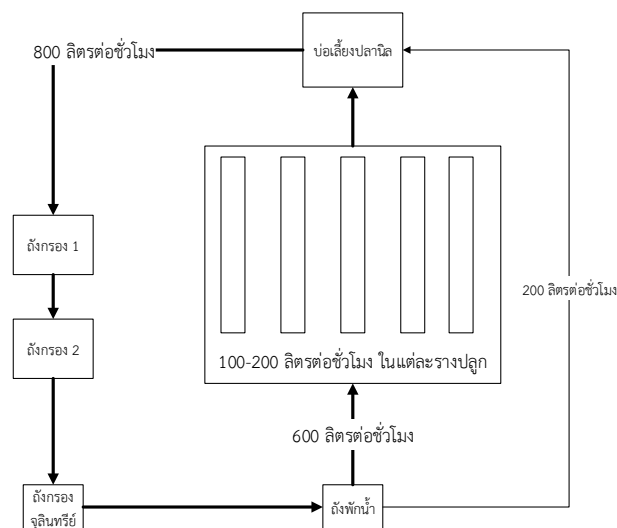 800 ลิตรต่อชั่วโมง
บ่อเลี้ยงปลานิล
ถังกรอง 1
ถังกรอง 2
200 ลิตรต่อชั่วโมง
100-200 ลิตรต่อชั่วโมง ในแต่ละรางปลูก
600 ลิตรต่อชั่วโมง
ถังกรอง
จุลินทรีย์
ถังพักน้ำ